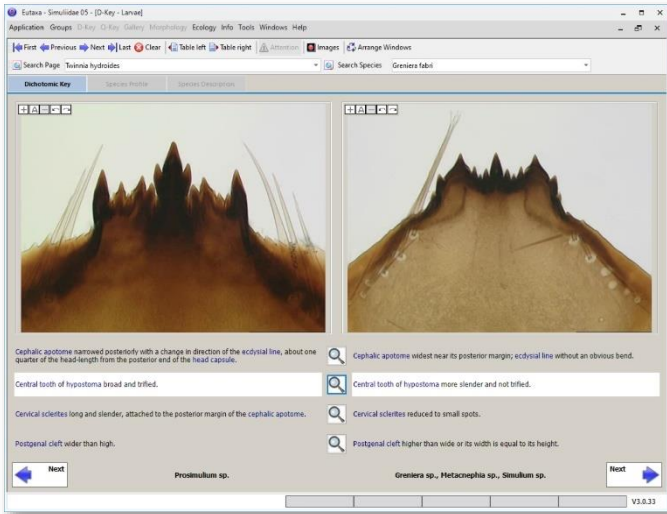 Eutaxa - Simuliidae 05 - [D-Key - Larvae]
Application Groups D-Key O-Key Gallery Morphology Ecology Info Tools Windows Help
First Previous Next Last Clear Table left Table right Attention Images Arrange Windows
Search Page Twinnia hydroides Search Species Greniera fabri
Dichotomic Key Species Profile Species Description
Cephalic apotome narrowed posteriorly with a change in direction of the ecdysial line, about one
quarter of the head-length from the posterior end of the head capsule.
Cephalic apotome widest near its posterior margin; ecdysial line without an obvious bend.
Central tooth of hypostoma broad and trified.
Central tooth of hypostoma more slender and not trified.
Cervical sclerites long and slender, attached to the posterior margin of the cephalic apotome.
Cervical sclerites reduced to small spots.
Postgenal cleft wider than high.
Postgenal cleft higher than wide or its width is equal to its height.
Next
Prosimulium sp.
Greniera sp., Metacnephia sp., Simulium sp.
Next
V3.0.33